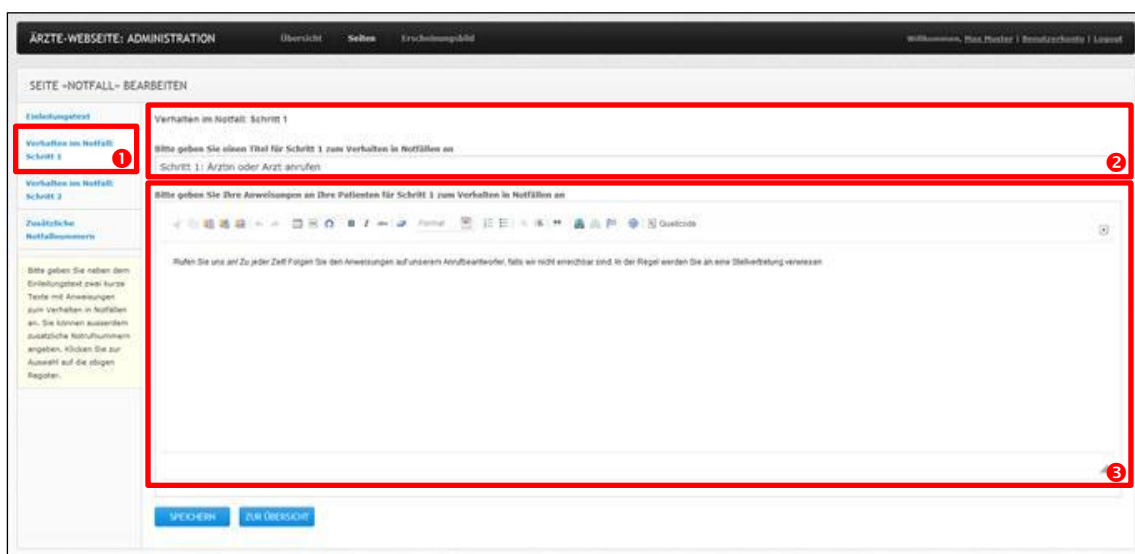 ÄRZTE-WEBSEITE: ADMINISTRATION Übersicht Seiten Erscheinungsbild Willkommen, Max Muster | Benutzerkonto | Logout
SEITE «NOTFALL» BEARBEITEN
Einleitungstext
Verhalten im Notfall:
Schritt 1
1
Verhalten im Notfall:
Schritt 2
Zusätzliche
Notfallnummern
Bitte geben Sie neben dem
Einleitungstext zwei kurze
Texte mit Anweisungen
zum Verhalten in Notfällen
an. Sie können ausserdem
zusätzliche Notrufnummern
angeben. Klicken Sie zur
Auswahl auf die obigen
Register.
Verhalten im Notfall: Schritt 1
Bitte geben Sie einen Titel für Schritt 1 zum Verhalten in Notfällen an
2
Schritt 1: Ärztin oder Arzt anrufen
Bitte geben Sie Ihre Anweisungen an Ihre Patienten für Schritt 1 zum Verhalten in Notfällen an
B I Format Quellcode
Rufen Sie uns an! Zu jeder Zeit! Folgen Sie den Anweisungen auf unserem Anrufbeantworter, falls wir nicht erreichbar sind. In der Regel werden Sie an eine Stellvertretung verwiesen
3
SPEICHERN ZUR ÜBERSICHT